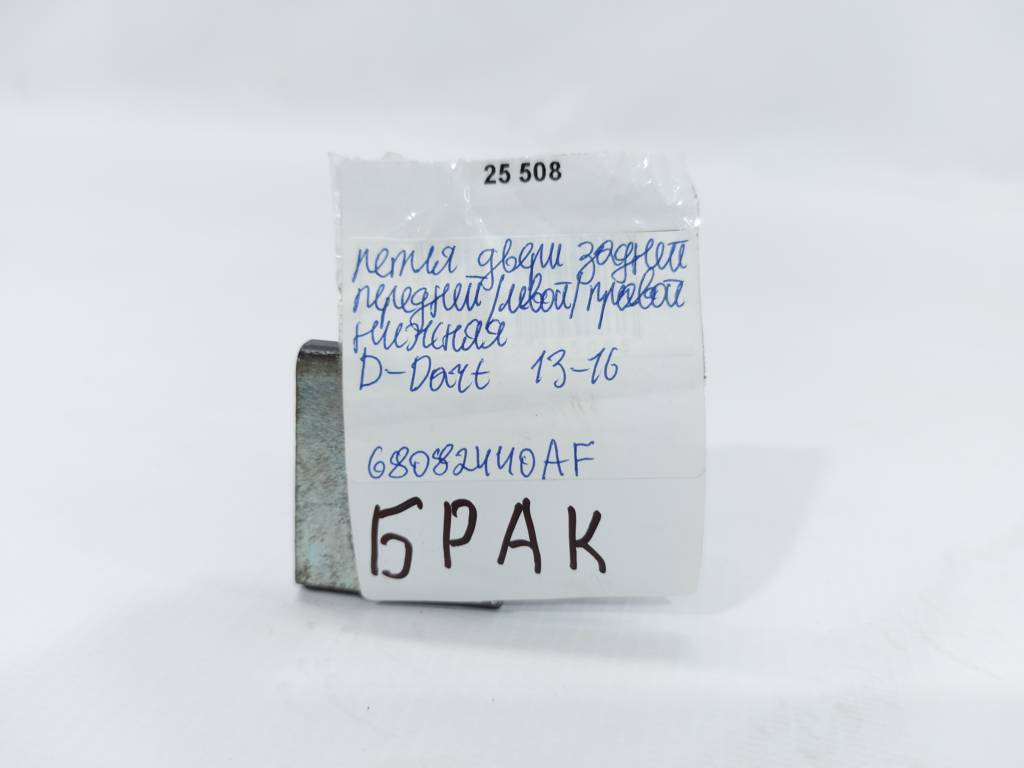 25 508
петля двери задней
передней/левой/правой
нижняя
D-Dart 13-16
68082440AF
БРАК